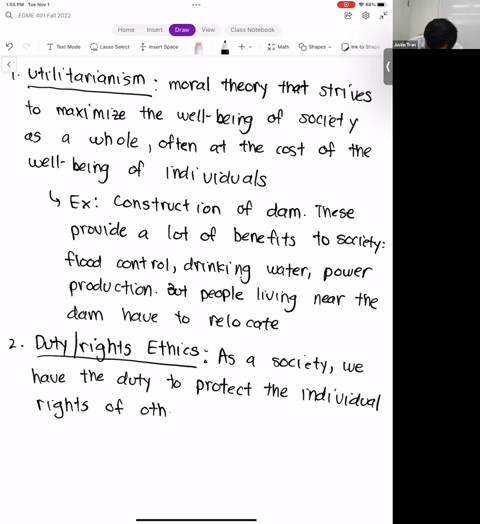 1:55 PM Tue Nov 1
68%
EGME 401 Fall 2022
Home Insert Draw View Class Notebook
Text Mode Lasso Select Insert Space Math Shapes Ink to Shape
Justin Tran
1. Utilitarianism : moral theory that strives
to maximize the well-being of society
as a whole, often at the cost of the
well-being of individuals
↳ Ex: Construction of dam. These
provide a lot of benefits to society:
flood control, drinking water, power
production. But people living near the
dam have to relocate
2. Duty/rights Ethics: As a society, we
have the duty to protect the individual
rights of oth